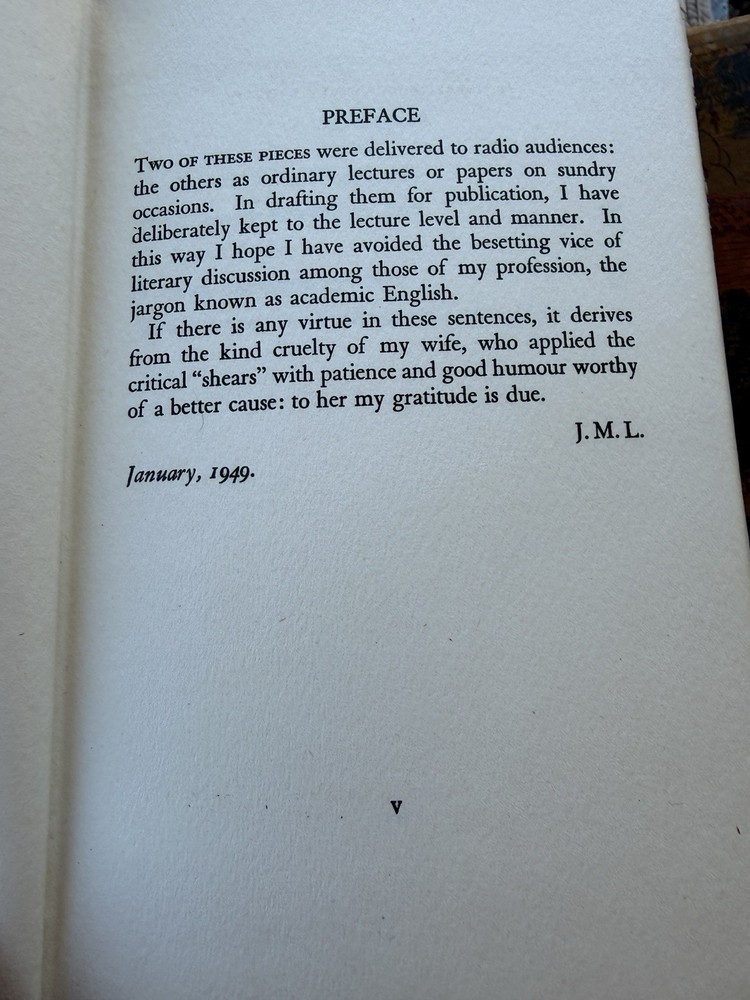 PREFACE
Two of these pieces were delivered to radio audiences:
the others as ordinary lectures or papers on sundry
occasions. In drafting them for publication, I have
deliberately kept to the lecture level and manner. In
this way I hope I have avoided the besetting vice of
literary discussion among those of my profession, the
jargon known as academic English.
If there is any virtue in these sentences, it derives
from the kind cruelty of my wife, who applied the
critical “shears” with patience and good humour worthy
of a better cause: to her my gratitude is due.
J. M. L.
January, 1949.
V